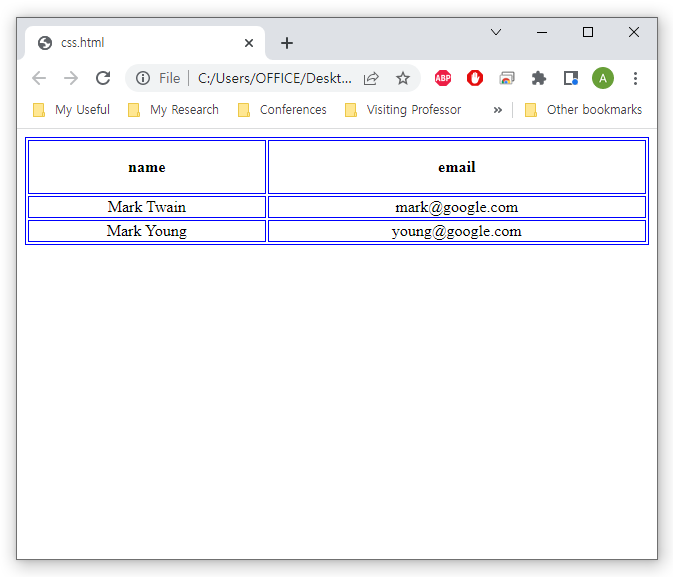 css.html
File | C:/Users/OFFICE/Deskt...
ABP
A
My Useful My Research Conferences Visiting Professor » Other bookmarks
name email
Mark Twain mark@google.com
Mark Young young@google.com